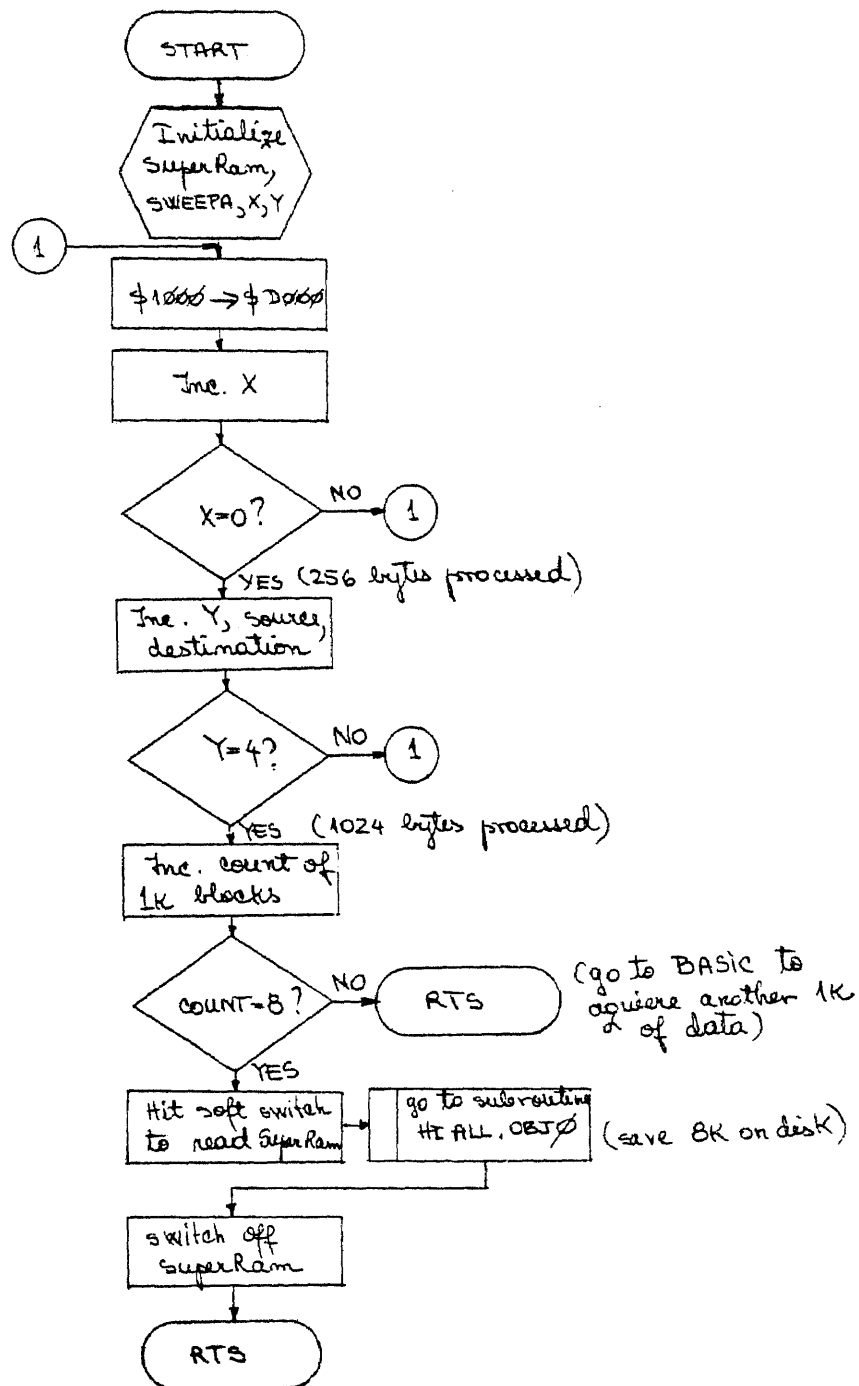 START
Initialize
SuperRam,
SWEEPA, X, Y
1
$1ØØØ → $DØØØ
Inc. X
X=0?
NO
1
YES (256 bytes processed)
Inc. Y, source,
destination
Y=4?
NO
1
YES (1024 bytes processed)
Inc. count of
1K blocks
COUNT=8?
NO
RTS
(go to BASIC to
aquiere another 1K
of data)
YES
Hit soft switch
to read SuperRam
go to subroutine
HI ALL. OBJØ
(save 8K on disk)
switch off
SuperRam
RTS